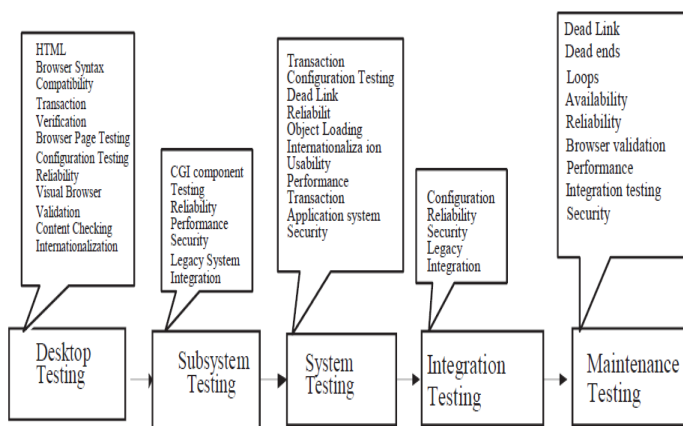 HTML
Browser Syntax
Compatibility
Transaction
Verification
Browser Page Testing
Configuration Testing
Reliability
Visual Browser
Validation
Content Checking
Internationalization
CGI component
Testing
Reliability
Performance
Security
Legacy System
Integration
Transaction
Configuration Testing
Dead Link
Reliabilit
Object Loading
Internationaliza ion
Usability
Performance
Transaction
Application system
Security
Configuration
Reliability
Security
Legacy
Integration
Dead Link
Dead ends
Loops
Availability
Reliability
Browser validation
Performance
Integration testing
Security
Desktop
Testing
Subsystem
Testing
System
Testing
Integration
Testing
Maintenance
Testing